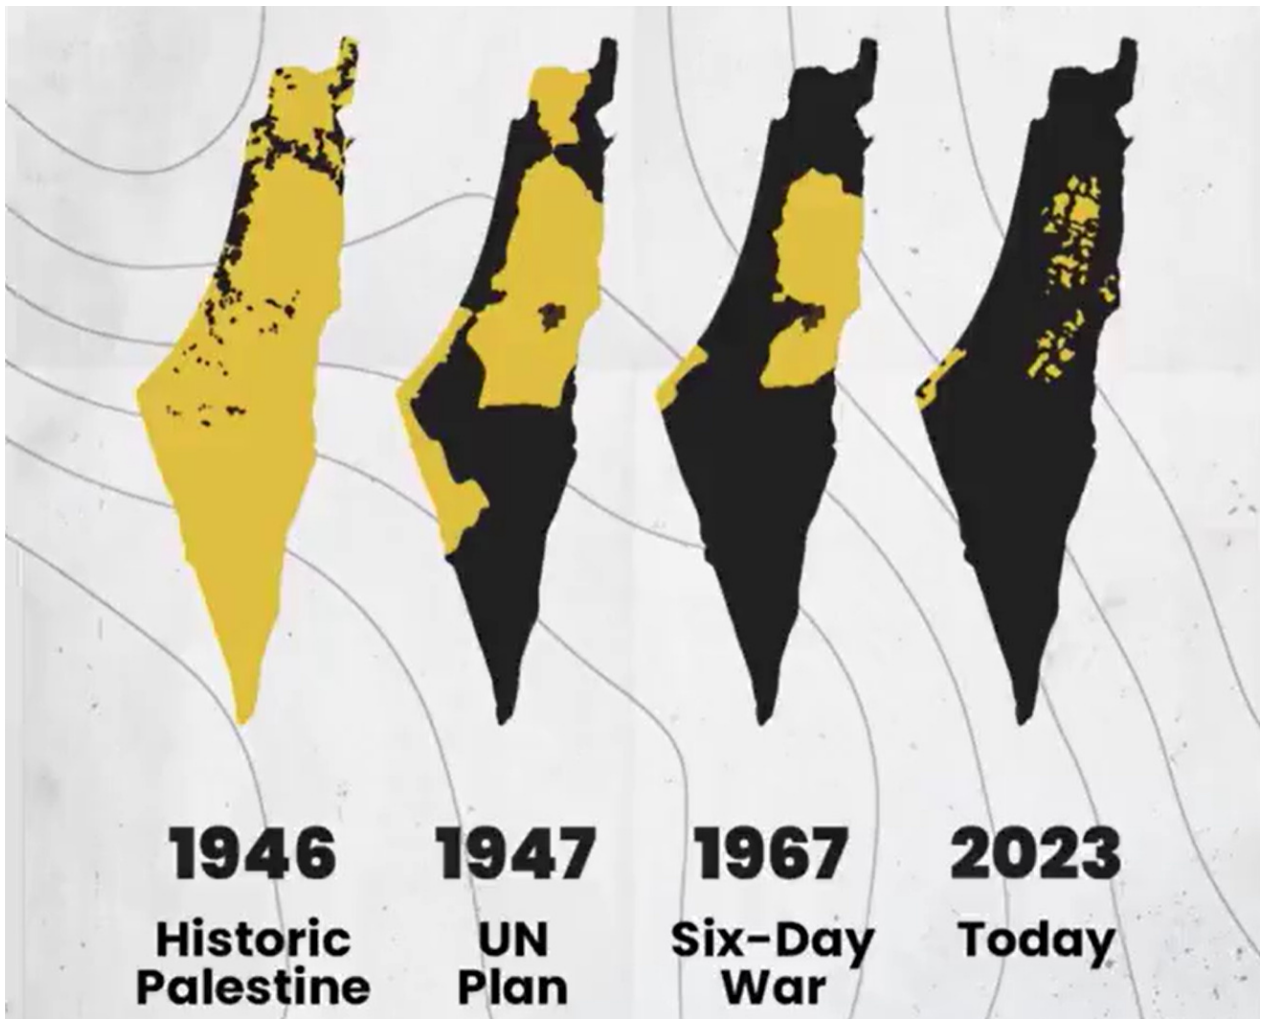 1946
Historic
Palestine
1947
UN
Plan
1967
Six-Day
War
2023
Today